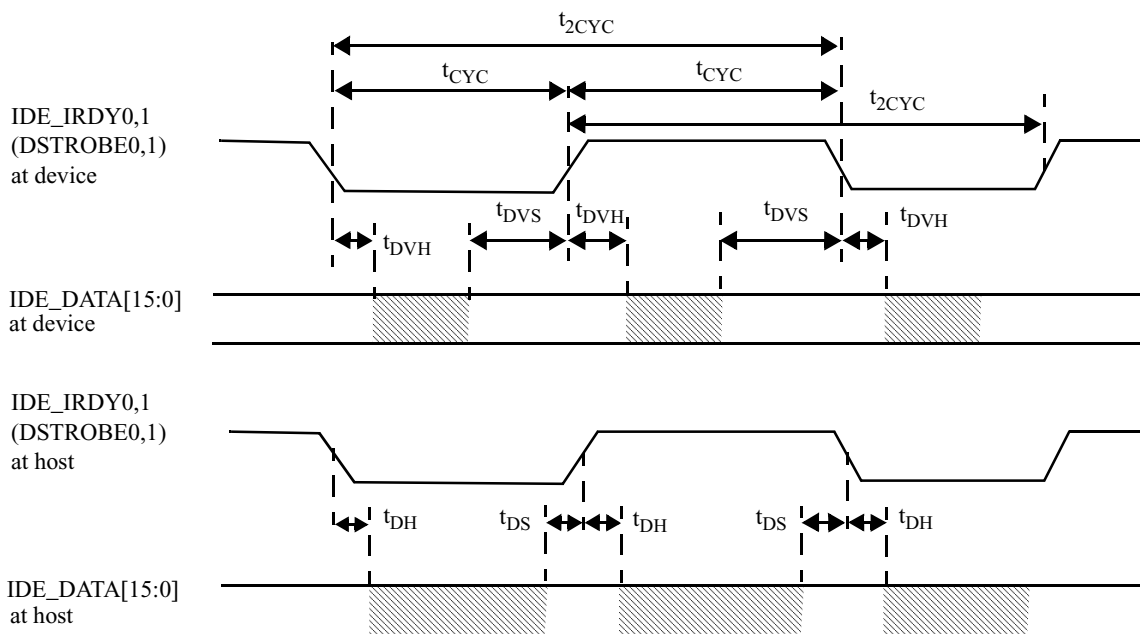 t2CYC
tCYC
tCYC
t2CYC
IDE_IRDY0,1
(DSTROBE0,1)
at device
tDVH
tDVS
tDVH
tDVS
tDVH
IDE_DATA[15:0]
at device
IDE_IRDY0,1
(DSTROBE0,1)
at host
tDH
tDS
tDH
tDS
tDH
IDE_DATA[15:0]
at host